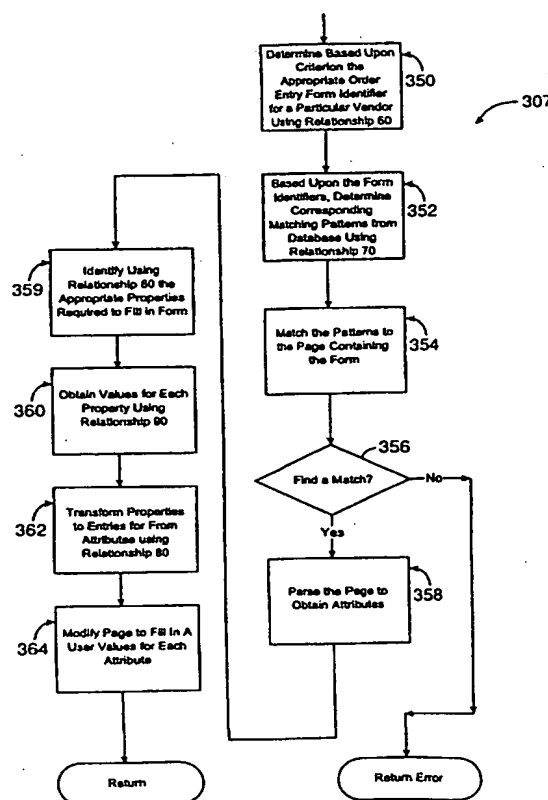 Determine Based Upon
Criterion the
Appropriate Order
Entry Form Identifier
for a Particular Vendor
Using Relationship 60
350
307
Based Upon the Form
Identifiers, Determine
Corresponding
Matching Patterns from
Database Using
Relationship 70
352
Match the Patterns to
the Page Containing
the Form
354
356
Find a Match?
No
Yes
Parse the Page to
Obtain Attributes
358
Return Error
359
Identify Using
Relationship 80 the
Appropriate Properties
Required to Fill in Form
360
Obtain Values for Each
Property Using
Relationship 90
362
Transform Properties
to Entries for From
Attributes using
Relationship 80
364
Modify Page to Fill In A
User Values for Each
Attribute
Return